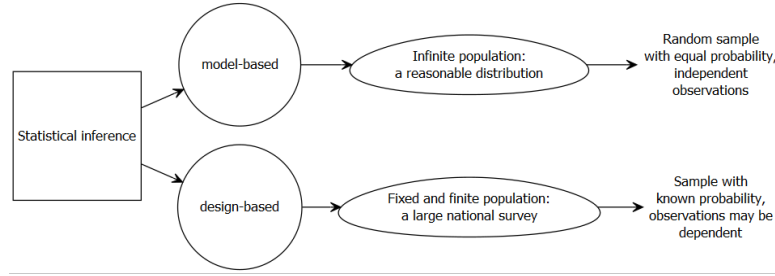 Statistical inference
model-based
Infinite population:
a reasonable distribution
Random sample
with equal probability,
independent
observations
design-based
Fixed and finite population:
a large national survey
Sample with
known probability,
observations may be
dependent